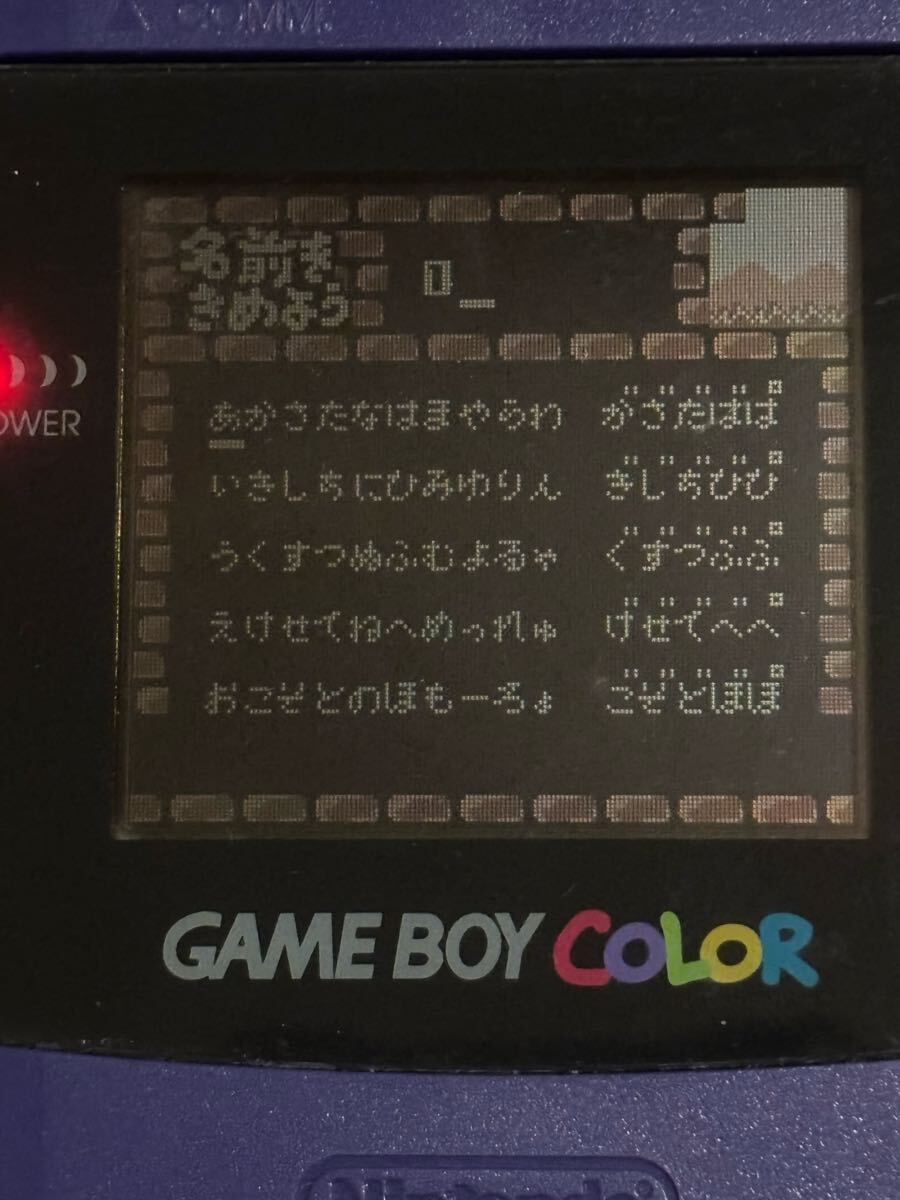 COMM.
名前を
きめよう
POWER
あかさたなはまやらわ がざだばぱ
いきしちにひみゆりん ぎじぢびぴ
うくすつぬふむよるゃ ぐずづぶぷ
えけせてねへめっれゅ げぜでべぺ
おこそとのほもーろょ ごぞどぼぽ
GAME BOY COLOR
Nintendo